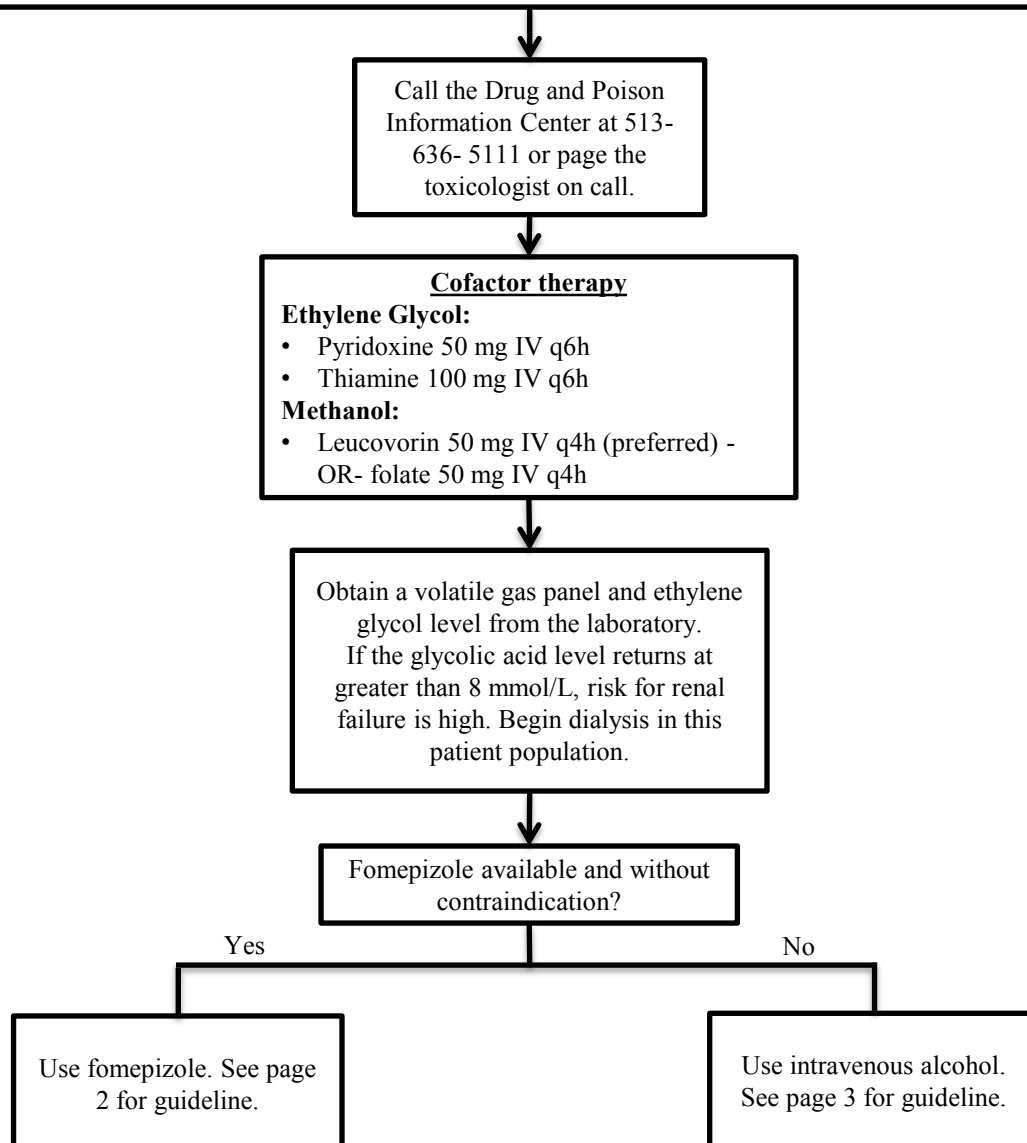 Call the Drug and Poison
Information Center at 513-
636- 5111 or page the
toxicologist on call.
Cofactor therapy
Ethylene Glycol:
• Pyridoxine 50 mg IV q6h
• Thiamine 100 mg IV q6h
Methanol:
• Leucovorin 50 mg IV q4h (preferred) -
OR- folate 50 mg IV q4h
Obtain a volatile gas panel and ethylene
glycol level from the laboratory.
If the glycolic acid level returns at
greater than 8 mmol/L, risk for renal
failure is high. Begin dialysis in this
patient population.
Fomepizole available and without
contraindication?
Yes
No
Use fomepizole. See page
2 for guideline.
Use intravenous alcohol.
See page 3 for guideline.